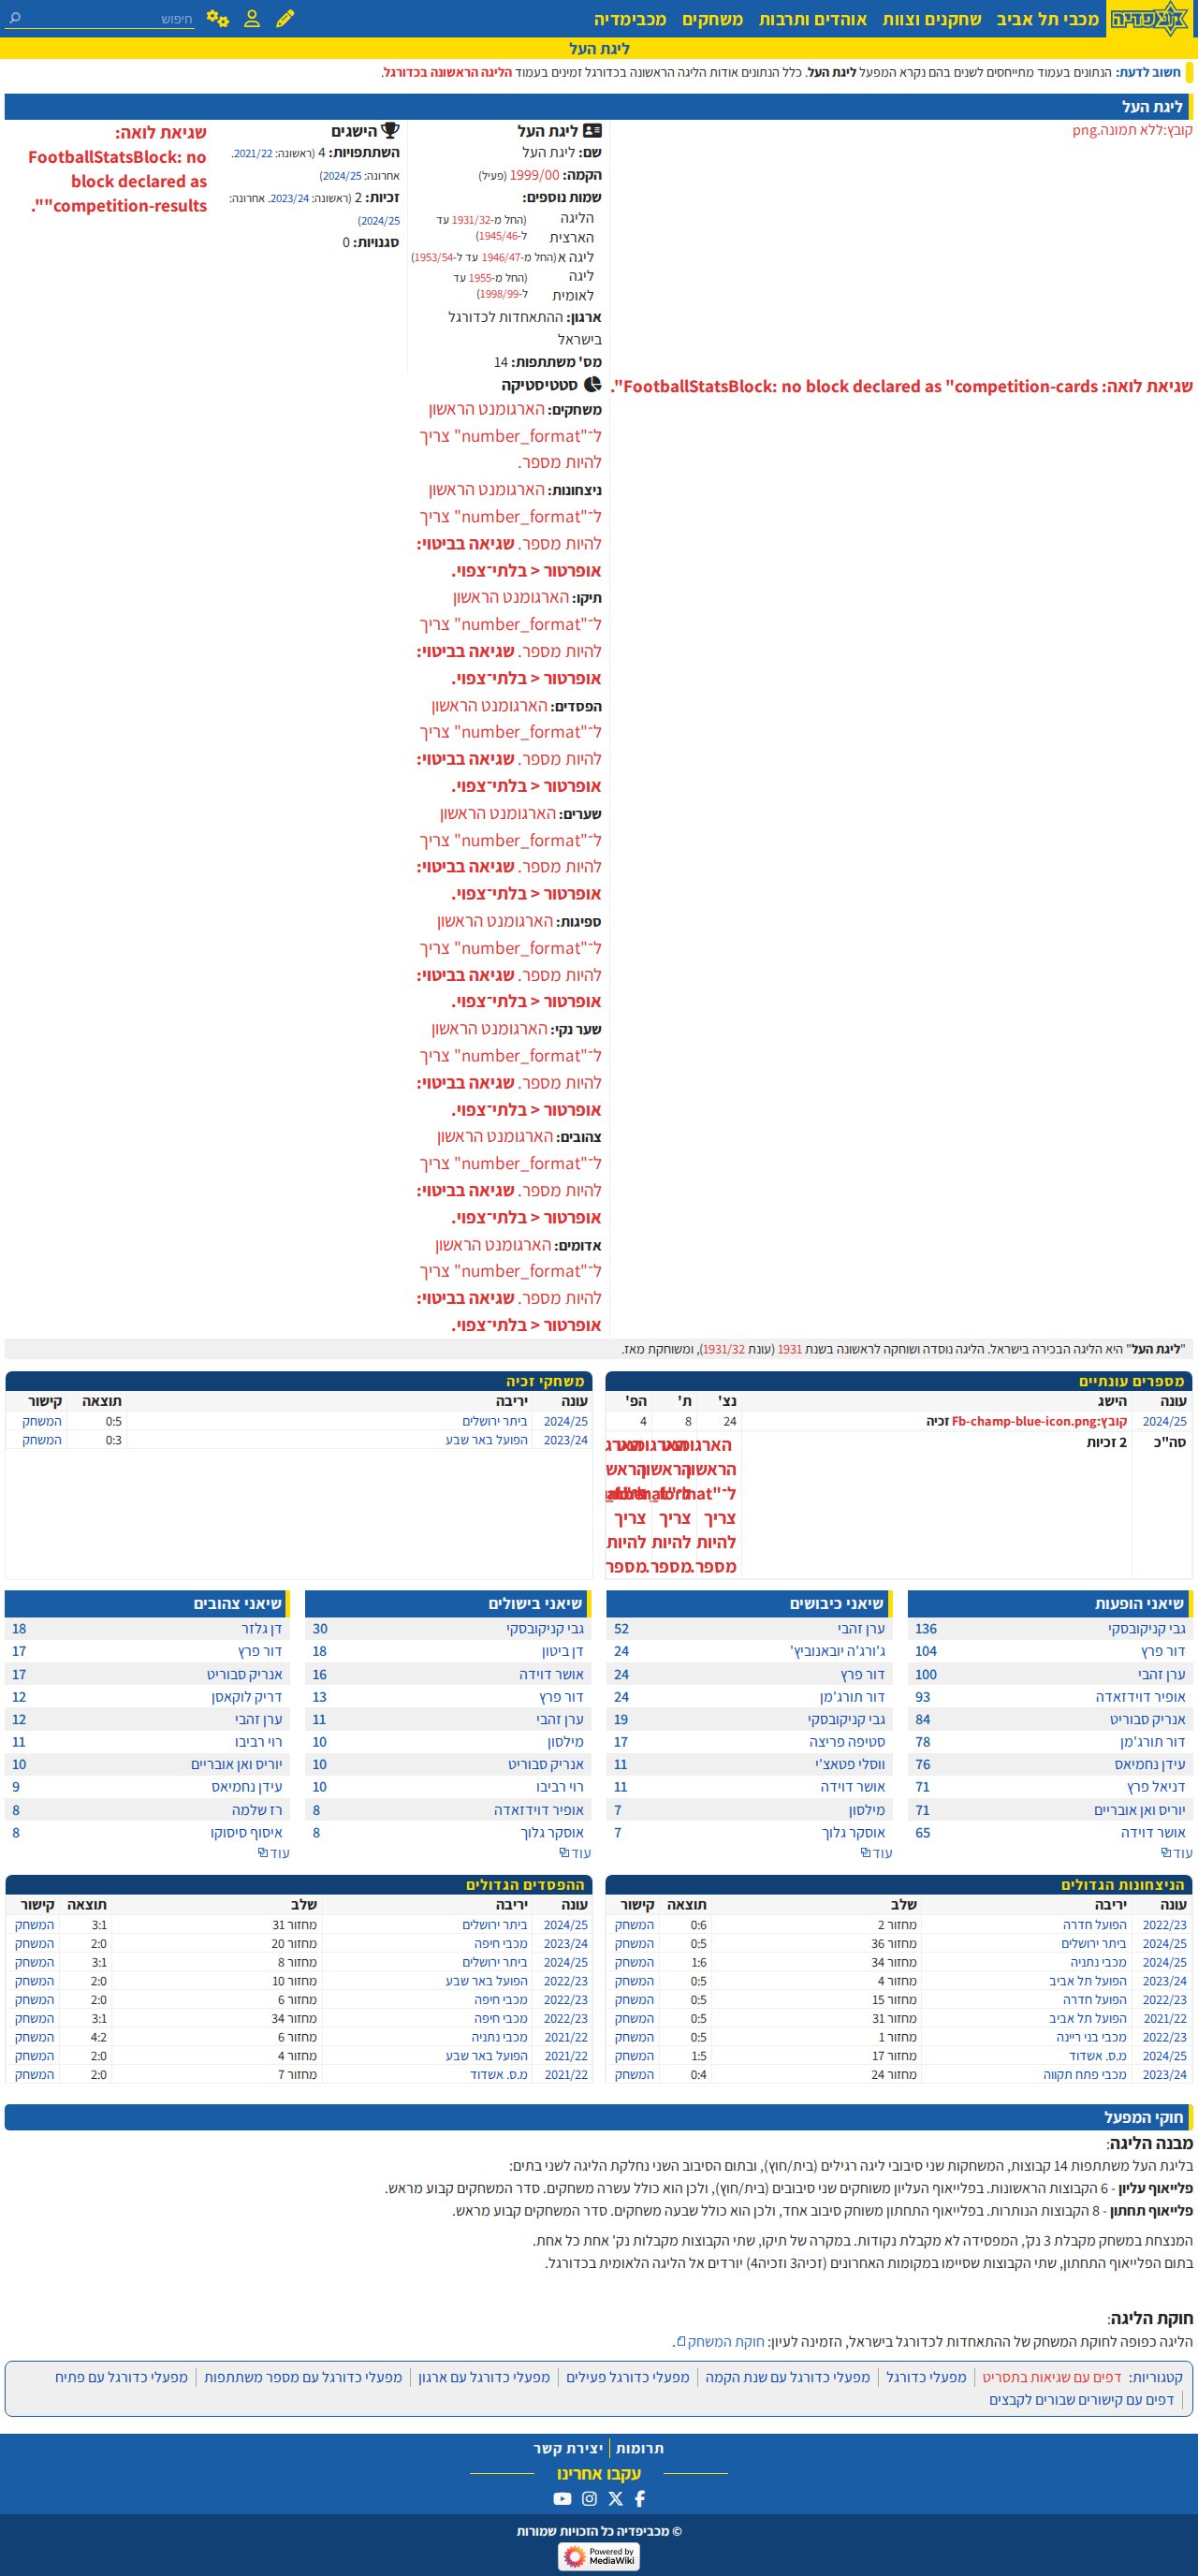 מכביפדיה
מכבי תל אביב שחקנים וצוות אוהדים ותרבות משחקים מכבימדיה
חיפוש
ליגת העל
חשוב לדעת: הנתונים בעמוד מתייחסים לשנים בהם נקרא המפעל ליגת העל. כלל הנתונים אודות הליגה הראשונה בכדורגל זמינים בעמוד הליגה הראשונה בכדורגל.
ליגת העל
קובץ:ללא תמונה.png
ליגת העל
שם: ליגת העל
הקמה: 1999/00 (פעיל)
שמות נוספים:
הליגה הארצית (החל מ-1931/32 עד ל-1945/46)
ליגה א (החל מ-1946/47 עד ל-1953/54)
ליגה לאומית (החל מ-1955 עד ל-1998/99)
ארגון: ההתאחדות לכדורגל
בישראל
מס' משתתפות: 14
הישגים
השתתפויות: 4 (ראשונה: 2021/22.
אחרונה: 2024/25)
זכיות: 2 (ראשונה: 2023/24. אחרונה:
2024/25)
סגנויות: 0
שגיאת לואה:
FootballStatsBlock: no
block declared as
"competition-results".
שגיאת לואה: FootballStatsBlock: no block declared as "competition-cards".
סטטיסטיקה
משחקים: הארגומנט הראשון
ל־"number_format" צריך
להיות מספר.
ניצחונות: הארגומנט הראשון
ל־"number_format" צריך
להיות מספר. שגיאה בביטוי:
אופרטור < בלתי־צפוי.
תיקו: הארגומנט הראשון
ל־"number_format" צריך
להיות מספר. שגיאה בביטוי:
אופרטור < בלתי־צפוי.
הפסדים: הארגומנט הראשון
ל־"number_format" צריך
להיות מספר. שגיאה בביטוי:
אופרטור < בלתי־צפוי.
שערים: הארגומנט הראשון
ל־"number_format" צריך
להיות מספר. שגיאה בביטוי:
אופרטור < בלתי־צפוי.
ספיגות: הארגומנט הראשון
ל־"number_format" צריך
להיות מספר. שגיאה בביטוי:
אופרטור < בלתי־צפוי.
שער נקי: הארגומנט הראשון
ל־"number_format" צריך
להיות מספר. שגיאה בביטוי:
אופרטור < בלתי־צפוי.
צהובים: הארגומנט הראשון
ל־"number_format" צריך
להיות מספר. שגיאה בביטוי:
אופרטור < בלתי־צפוי.
אדומים: הארגומנט הראשון
ל־"number_format" צריך
להיות מספר. שגיאה בביטוי:
אופרטור < בלתי־צפוי.
"ליגת העל" היא הליגה הבכירה בישראל. הליגה נוסדה ושוחקה לראשונה בשנת 1931 (עונת 1931/32), ומשוחקת מאז.
מספרים עונתיים
עונה הישג נצ' ת' הפ'
2024/25 קובץ:Fb-champ-blue-icon.png זכיה 24 8 4
סה"כ 2 זכיות
משחקי זכיה
עונה יריבה תוצאה קישור
2024/25 ביתר ירושלים 0:5 המשחק
2023/24 הפועל באר שבע 0:3 המשחק
שיאני הופעות
גבי קניקובסקי 136
דור פרץ 104
ערן זהבי 100
אופיר דוידזאדה 93
אנריק סבוריט 84
דור תורג'מן 78
עידן נחמיאס 76
דניאל פרץ 71
יוריס ואן אובריים 71
אושר דוידה 65
עוד
שיאני כיבושים
ערן זהבי 52
ג'ורג'ה יובאנוביץ' 24
דור פרץ 24
דור תורג'מן 24
גבי קניקובסקי 19
סטיפה פריצה 17
ווסלי פטאצ'י 11
אושר דוידה 11
מילסון 7
אוסקר גלוך 7
עוד
שיאני בישולים
גבי קניקובסקי 30
דן ביטון 18
אושר דוידה 16
דור פרץ 13
ערן זהבי 11
מילסון 10
אנריק סבוריט 10
רוי רביבו 10
אופיר דוידזאדה 8
אוסקר גלוך 8
עוד
שיאני צהובים
דן גלזר 18
דור פרץ 17
אנריק סבוריט 17
דריק לוקאסן 12
ערן זהבי 12
רוי רביבו 11
יוריס ואן אובריים 10
עידן נחמיאס 9
רז שלמה 8
איסוף סיסוקו 8
עוד
הניצחונות הגדולים
עונה יריבה שלב תוצאה קישור
2022/23 הפועל חדרה מחזור 2 0:6 המשחק
2024/25 ביתר ירושלים מחזור 36 0:5 המשחק
2024/25 מכבי נתניה מחזור 34 1:6 המשחק
2023/24 הפועל תל אביב מחזור 4 0:5 המשחק
2022/23 הפועל חדרה מחזור 15 0:5 המשחק
2021/22 הפועל תל אביב מחזור 31 0:5 המשחק
2022/23 מכבי בני ריינה מחזור 1 0:5 המשחק
2024/25 מ.ס. אשדוד מחזור 17 1:5 המשחק
2023/24 מכבי פתח תקווה מחזור 24 0:4 המשחק
ההפסדים הגדולים
עונה יריבה שלב תוצאה קישור
2024/25 ביתר ירושלים מחזור 31 3:1 המשחק
2023/24 מכבי חיפה מחזור 20 2:0 המשחק
2024/25 ביתר ירושלים מחזור 8 3:1 המשחק
2022/23 הפועל באר שבע מחזור 10 2:0 המשחק
2022/23 מכבי חיפה מחזור 6 2:0 המשחק
2022/23 מכבי חיפה מחזור 34 3:1 המשחק
2021/22 מכבי נתניה מחזור 6 4:2 המשחק
2021/22 הפועל באר שבע מחזור 4 2:0 המשחק
2021/22 מ.ס. אשדוד מחזור 7 2:0 המשחק
חוקי המפעל
מבנה הליגה:
בליגת העל משתתפות 14 קבוצות, המשחקות שני סיבובי ליגה רגילים (בית/חוץ), ובתום הסיבוב השני נחלקת הליגה לשני בתים:
פלייאוף עליון - 6 הקבוצות הראשונות. בפלייאוף העליון משוחקים שני סיבובים (בית/חוץ), ולכן הוא כולל עשרה משחקים. סדר המשחקים קבוע מראש.
פלייאוף תחתון - 8 הקבוצות הנותרות. בפלייאוף התחתון משוחק סיבוב אחד, ולכן הוא כולל שבעה משחקים. סדר המשחקים קבוע מראש.
המנצחת במשחק מקבלת 3 נק', המפסידה לא מקבלת נקודות. במקרה של תיקו, שתי הקבוצות מקבלות נק' אחת כל אחת.
בתום הפלייאוף התחתון, שתי הקבוצות שסיימו במקומות האחרונים (זכיה3 וזכיה4) יורדים אל הליגה הלאומית בכדורגל.
חוקת הליגה:
הליגה כפופה לחוקת המשחק של ההתאחדות לכדורגל בישראל, הזמינה לעיון: חוקת המשחק.
קטגוריות: דפים עם שגיאות בתסריט | מפעלי כדורגל | מפעלי כדורגל עם שנת הקמה | מפעלי כדורגל פעילים | מפעלי כדורגל עם ארגון | מפעלי כדורגל עם מספר משתתפות | מפעלי כדורגל עם פתיח
| דפים עם קישורים שבורים לקבצים
תרומות | יצירת קשר
עקבו אחרינו
© מכביפדיה כל הזכויות שמורות
Powered by
MediaWiki